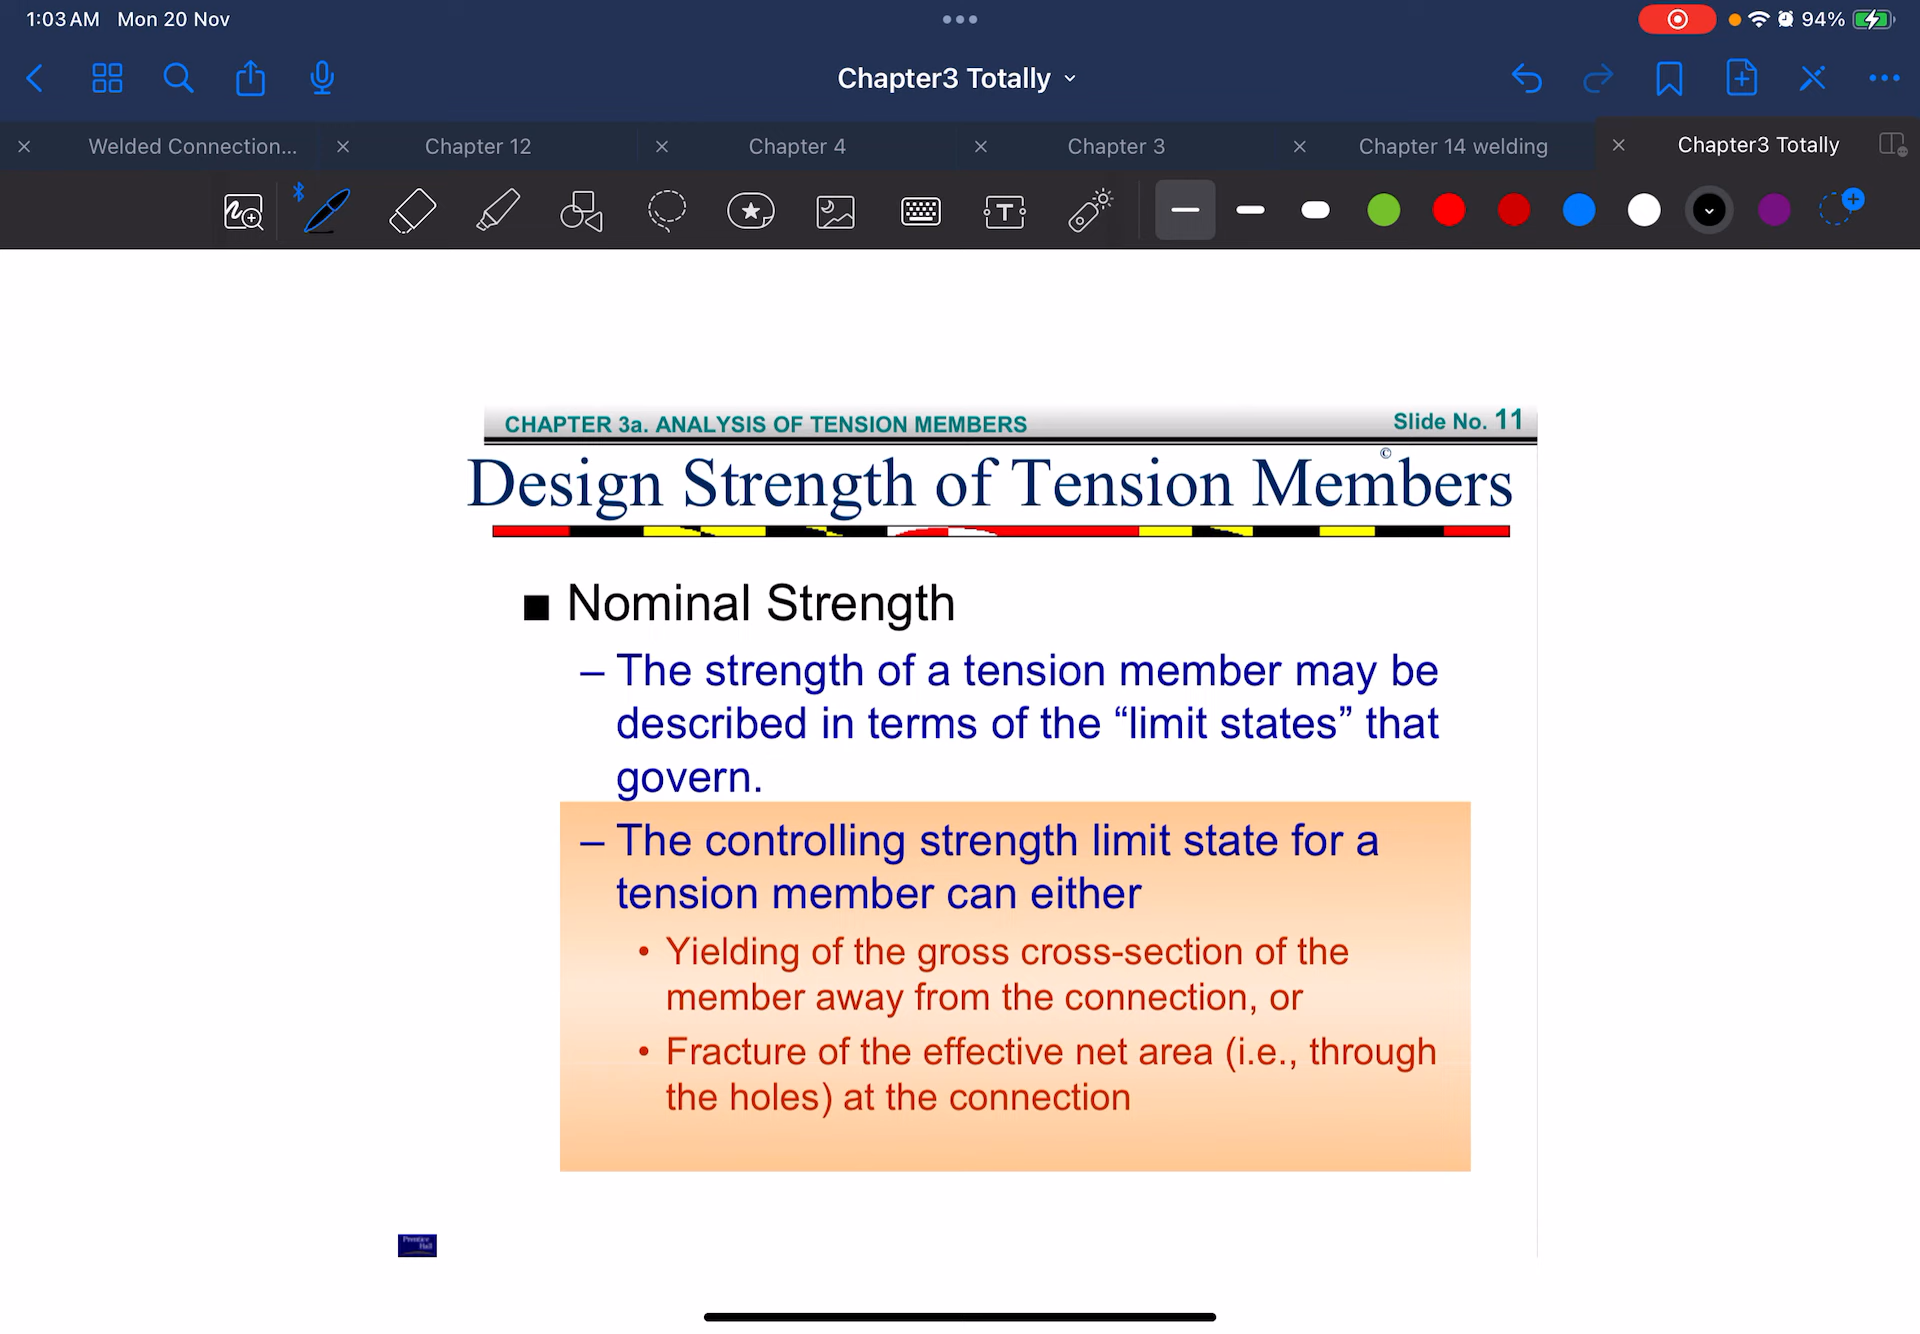 1:03 AM Mon 20 Nov
94%
Chapter3 Totally
Welded Connection...
Chapter 12
Chapter 4
Chapter 3
Chapter 14 welding
Chapter3 Totally
T
CHAPTER 3a. ANALYSIS OF TENSION MEMBERS
Slide No. 11
©
Design Strength of Tension Members
■ Nominal Strength
– The strength of a tension member may be
described in terms of the “limit states” that
govern.
– The controlling strength limit state for a
tension member can either
• Yielding of the gross cross-section of the
member away from the connection, or
• Fracture of the effective net area (i.e., through
the holes) at the connection
Prentice
Hall